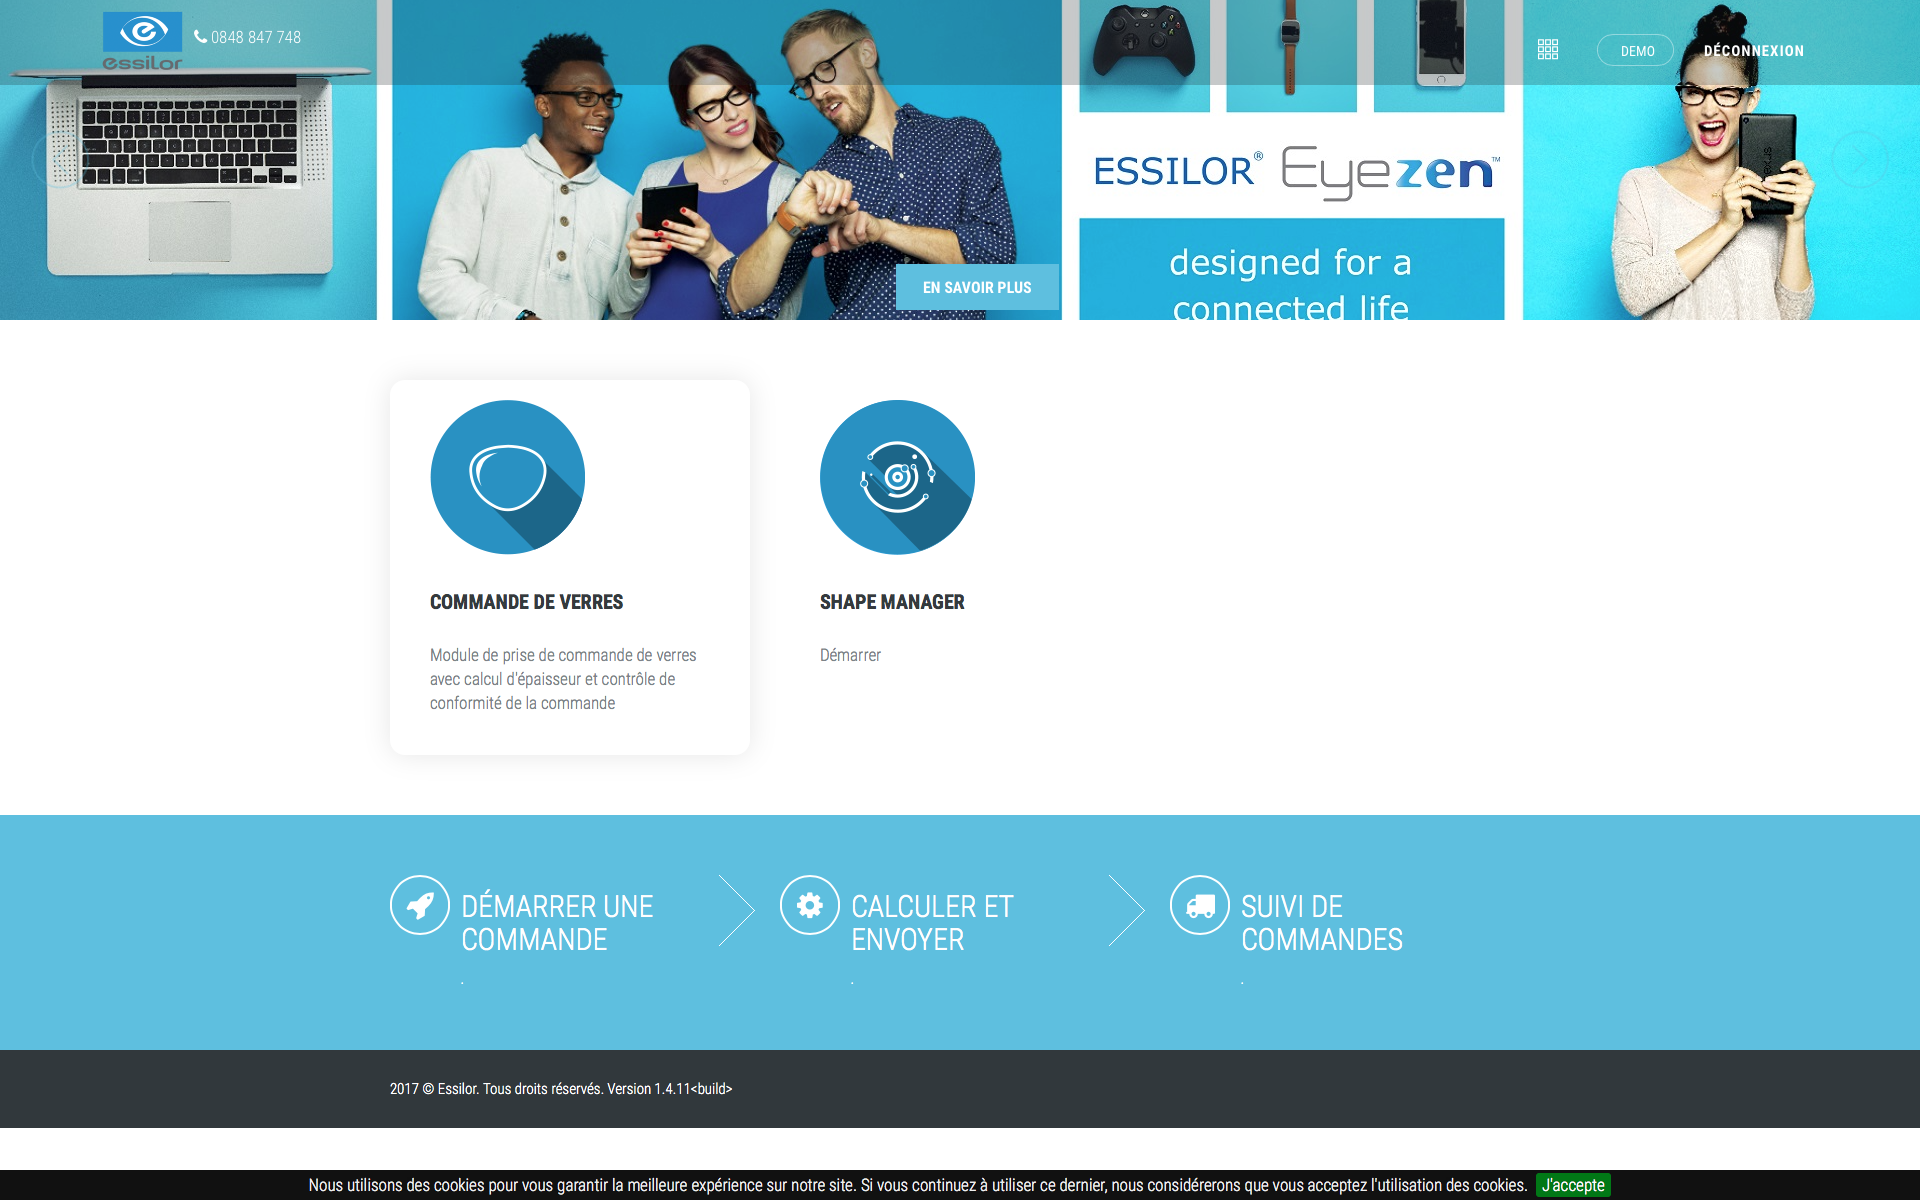 essilor
0848 847 748
DEMO
DÉCONNEXION
ESSILOR® Eyezen™
designed for a
connected life
EN SAVOIR PLUS
COMMANDE DE VERRES
Module de prise de commande de verres
avec calcul d'épaisseur et contrôle de
conformité de la commande
SHAPE MANAGER
Démarrer
DÉMARRER UNE
COMMANDE
.
CALCULER ET
ENVOYER
.
SUIVI DE
COMMANDES
.
2017 © Essilor. Tous droits réservés. Version 1.4.11<build>
Nous utilisons des cookies pour vous garantir la meilleure expérience sur notre site. Si vous continuez à utiliser ce dernier, nous considérerons que vous acceptez l'utilisation des cookies. J'accepte